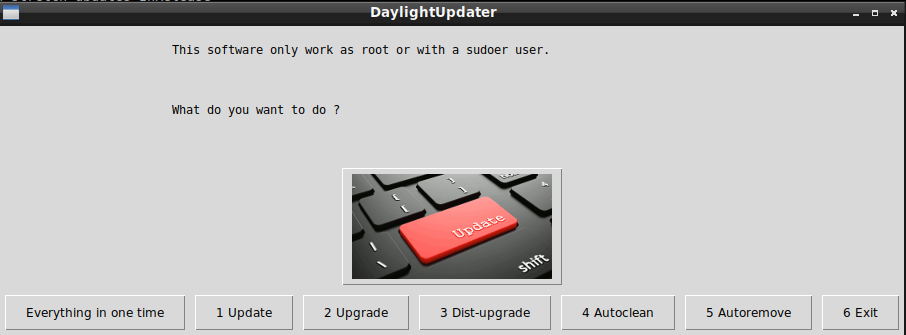 DaylightUpdater
This software only work as root or with a sudoer user.
What do you want to do ?
Update
shift
Everything in one time
1 Update
2 Upgrade
3 Dist-upgrade
4 Autoclean
5 Autoremove
6 Exit